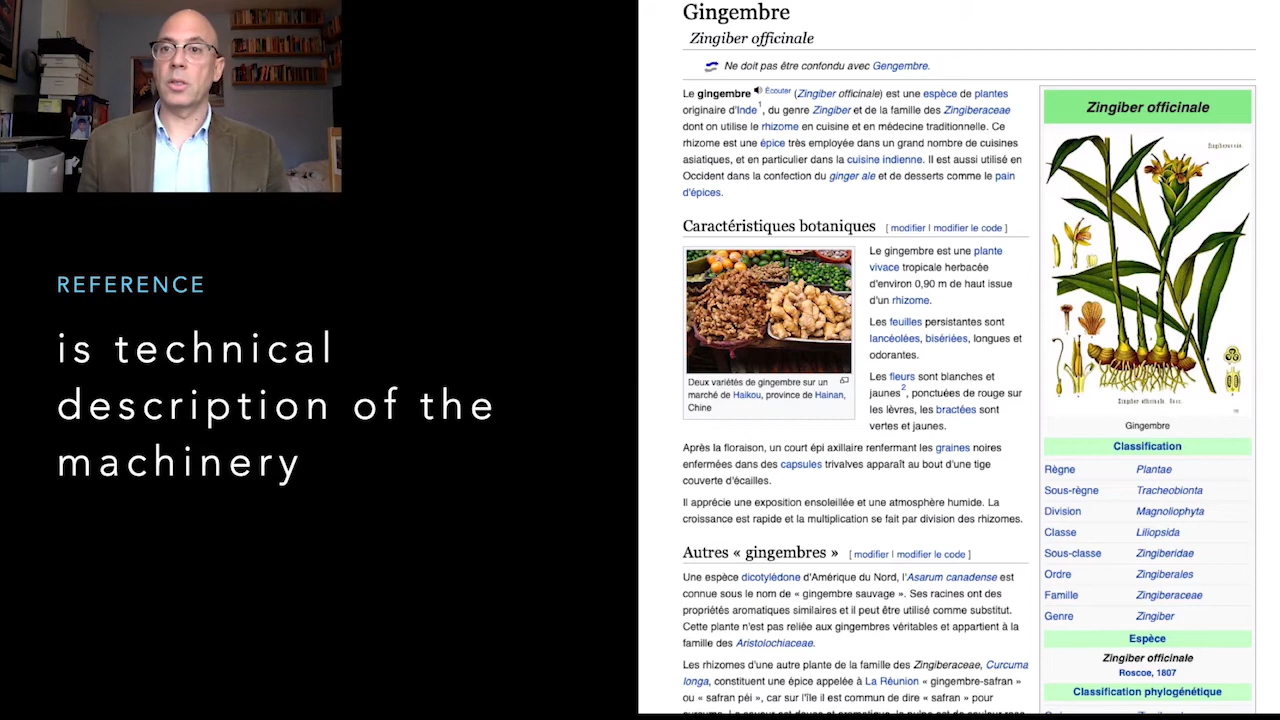 REFERENCE
is technical
description of the
machinery
Gingembre
Zingiber officinale
Ne doit pas être confondu avec Gengembre.
Le gingembre Écouter (Zingiber officinale) est une espèce de plantes
originaire d'Inde1, du genre Zingiber et de la famille des Zingiberaceae
dont on utilise le rhizome en cuisine et en médecine traditionnelle. Ce
rhizome est une épice très employée dans un grand nombre de cuisines
asiatiques, et en particulier dans la cuisine indienne. Il est aussi utilisé en
Occident dans la confection du ginger ale et de desserts comme le pain
d'épices.
Caractéristiques botaniques [ modifier | modifier le code ]
Deux variétés de gingembre sur un
marché de Haikou, province de Hainan,
Chine
Le gingembre est une plante
vivace tropicale herbacée
d'environ 0,90 m de haut issue
d'un rhizome.
Les feuilles persistantes sont
lancéolées, bisériées, longues et
odorantes.
Les fleurs sont blanches et
jaunes2, ponctuées de rouge sur
les lèvres, les bractées sont
vertes et jaunes.
Après la floraison, un court épi axillaire renfermant les graines noires
enfermées dans des capsules trivalves apparaît au bout d'une tige
couverte d'écailles.
Il apprécie une exposition ensoleillée et une atmosphère humide. La
croissance est rapide et la multiplication se fait par division des rhizomes.
Autres « gingembres » [ modifier | modifier le code ]
Une espèce dicotylédone d'Amérique du Nord, l'Asarum canadense est
connue sous le nom de « gingembre sauvage ». Ses racines ont des
propriétés aromatiques similaires et il peut être utilisé comme substitut.
Cette plante n'est pas reliée aux gingembres véritables et appartient à la
famille des Aristolochiaceae.
Les rhizomes d'une autre plante de la famille des Zingiberaceae, Curcuma
longa, constituent une épice appelée à La Réunion « gingembre-safran »
ou « safran péi », car sur l'île il est commun de dire « safran » pour
Zingiber officinale
Zingiberaceae.
Zingiber officinale Rosc.
Gingembre
Classification
Règne Plantae
Sous-règne Tracheobionta
Division Magnoliophyta
Classe Liliopsida
Sous-classe Zingiberidae
Ordre Zingiberales
Famille Zingiberaceae
Genre Zingiber
Espèce
Zingiber officinale
Roscoe, 1807
Classification phylogénétique